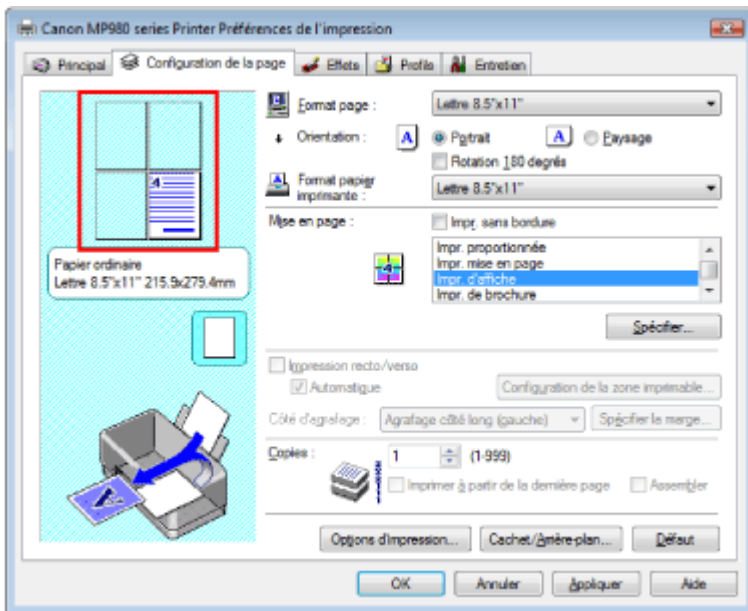 Canon MP980 series Printer Préférences de l'impression
Principal Configuration de la page Effets Profils Entretien
Format page : Lettre 8.5"x11"
Orientation : A Portrait A Paysage
Rotation 180 degrés
Format papier imprimante : Lettre 8.5"x11"
Mise en page : Impr. sans bordure
Impr. proportionnée
Impr. mise en page
Impr. d'affiche
Impr. de brochure
4
Papier ordinaire
Lettre 8.5"x11" 215.9x279.4mm
Spécifier...
Impression recto/verso
Automatique Configuration de la zone imprimable...
Côté d'agrafage : Agrafage côté long (gauche) Spécifier la marge...
Copies : 1 (1-999)
Imprimer à partir de la dernière page Assembler
Options d'impression... Cachet/Arrière-plan... Défaut
OK Annuler Appliquer Aide